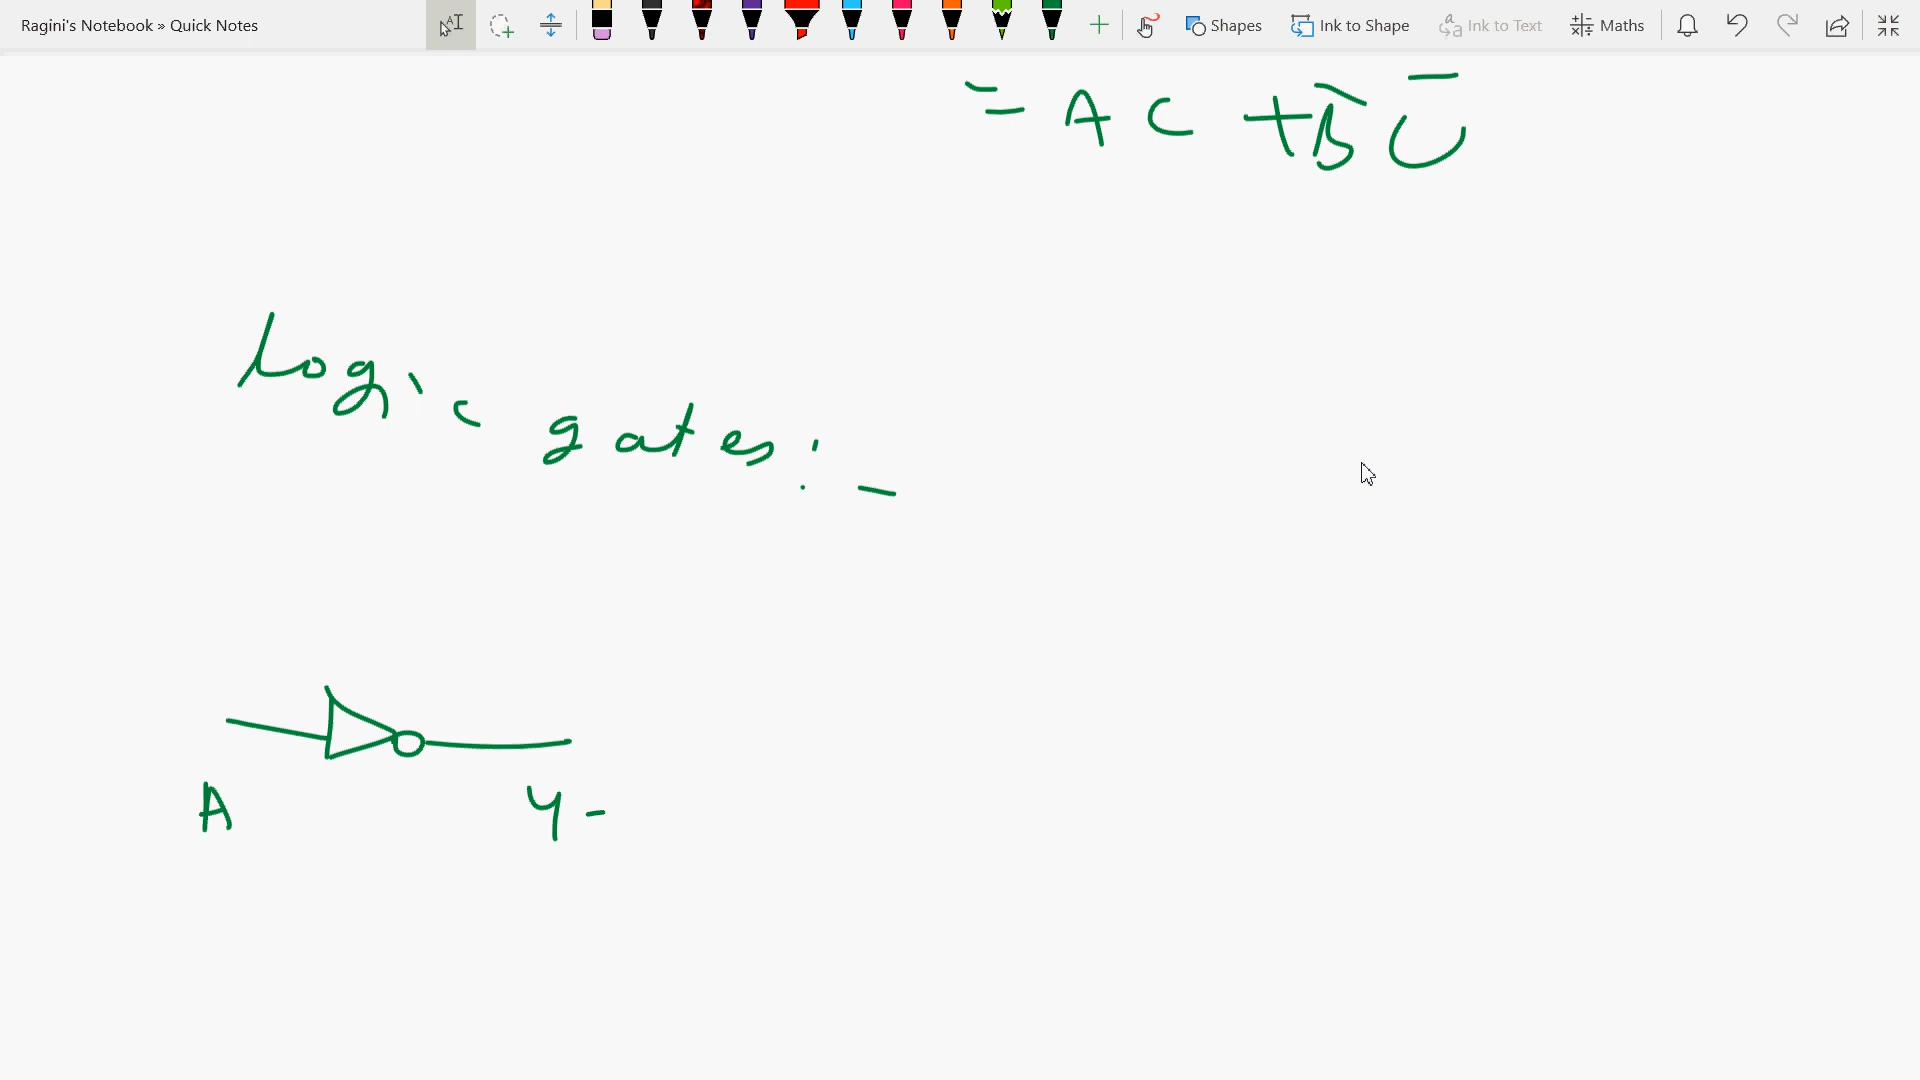 Ragini's Notebook » Quick Notes
Shapes
Ink to Shape
Ink to Text
Maths
= AC + B̅ C̅
Logic gates : -
A
Y -